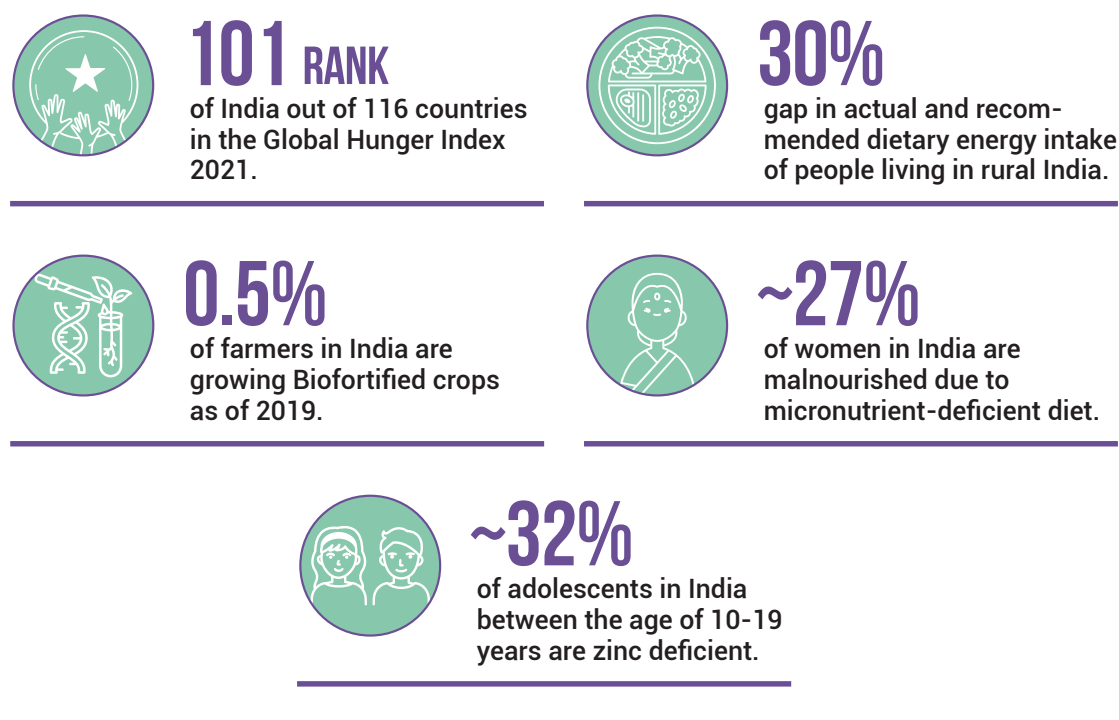 101 RANK
of India out of 116 countries
in the Global Hunger Index
2021.
30%
gap in actual and recom-
mended dietary energy intake
of people living in rural India.
0.5%
of farmers in India are
growing Biofortified crops
as of 2019.
~27%
of women in India are
malnourished due to
micronutrient-deficient diet.
~32%
of adolescents in India
between the age of 10-19
years are zinc deficient.